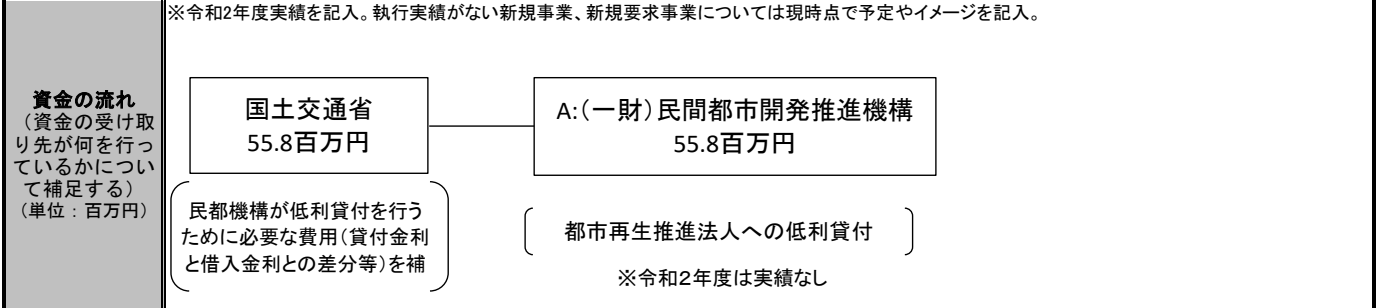 ※令和2年度実績を記入。執行実績がない新規事業、新規要求事業については現時点で予定やイメージを記入。
資金の流れ
（資金の受け取
り先が何を行っ
ているかについ
て補足する）
（単位：百万円）
国土交通省
55.8百万円
A:（一財）民間都市開発推進機構
55.8百万円
民都機構が低利貸付を行う
ために必要な費用（貸付金利
と借入金利との差分等）を補
都市再生推進法人への低利貸付
※令和２年度は実績なし